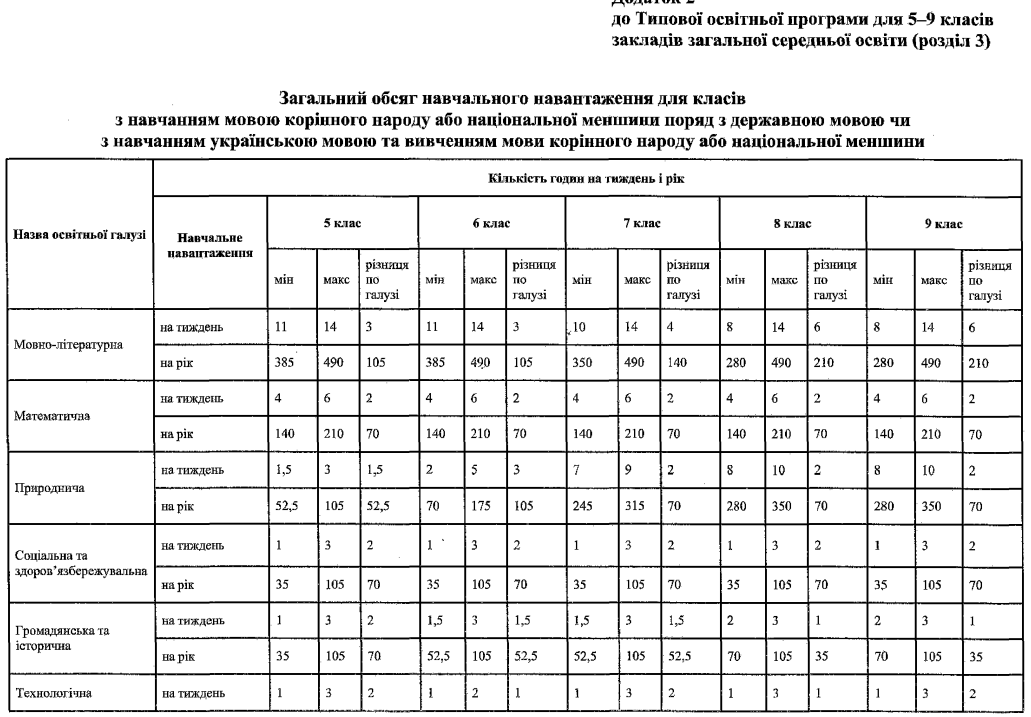 Додаток 2
до Типової освітньої програми для 5–9 класів
закладів загальної середньої освіти (розділ 3)
Загальний обсяг навчального навантаження для класів
з навчанням мовою корінного народу або національної меншини поряд з державною мовою чи
з навчанням українською мовою та вивченням мови корінного народу або національної меншини
Назва освітньої галузі
Навчальне
навантаження
Кількість годин на тиждень і рік
5 клас 6 клас 7 клас 8 клас 9 клас
мін макс різниця по галузі мін макс різниця по галузі мін макс різниця по галузі мін макс різниця по галузі мін макс різниця по галузі
Мовно-літературна
на тиждень 11 14 3 11 14 3 10 14 4 8 14 6 8 14 6
на рік 385 490 105 385 490 105 350 490 140 280 490 210 280 490 210
Математична
на тиждень 4 6 2 4 6 2 4 6 2 4 6 2 4 6 2
на рік 140 210 70 140 210 70 140 210 70 140 210 70 140 210 70
Природнича
на тиждень 1,5 3 1,5 2 5 3 7 9 2 8 10 2 8 10 2
на рік 52,5 105 52,5 70 175 105 245 315 70 280 350 70 280 350 70
Соціальна та
здоров’язбережувальна
на тиждень 1 3 2 1 3 2 1 3 2 1 3 2 1 3 2
на рік 35 105 70 35 105 70 35 105 70 35 105 70 35 105 70
Громадянська та
історична
на тиждень 1 3 2 1,5 3 1,5 1,5 3 1,5 2 3 1 2 3 1
на рік 35 105 70 52,5 105 52,5 52,5 105 52,5 70 105 35 70 105 35
Технологічна
на тиждень 1 3 2 1 2 1 1 3 2 1 3 1 1 3 2